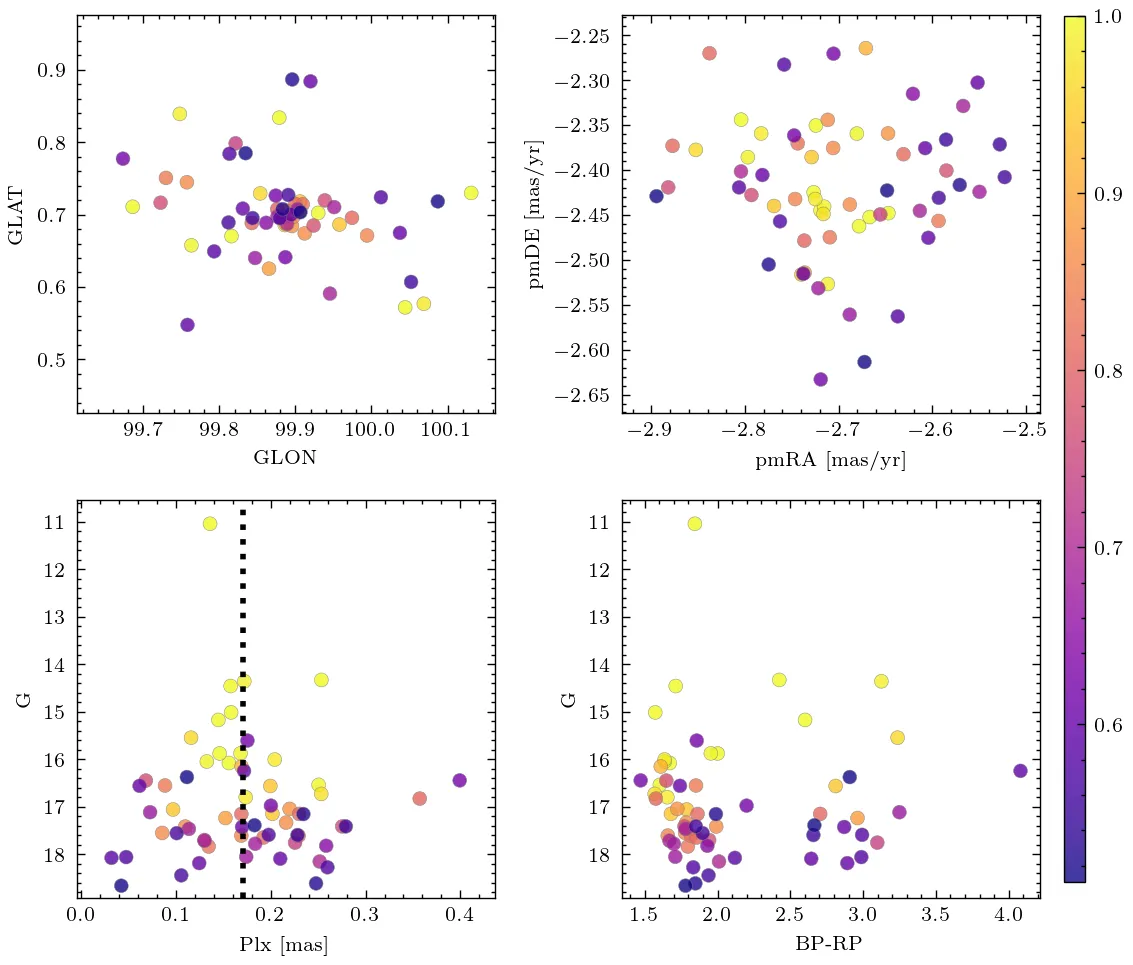 0.9
0.8
0.7
0.6
0.5
GLAT
99.7 99.8 99.9 100.0 100.1
GLON
−2.25
−2.30
−2.35
−2.40
−2.45
−2.50
−2.55
−2.60
−2.65
pmDE [mas/yr]
−2.9 −2.8 −2.7 −2.6 −2.5
pmRA [mas/yr]
1.0
0.9
0.8
0.7
0.6
11
12
13
14
15
16
17
18
G
0.0 0.1 0.2 0.3 0.4
Plx [mas]
11
12
13
14
15
16
17
18
G
1.5 2.0 2.5 3.0 3.5 4.0
BP-RP